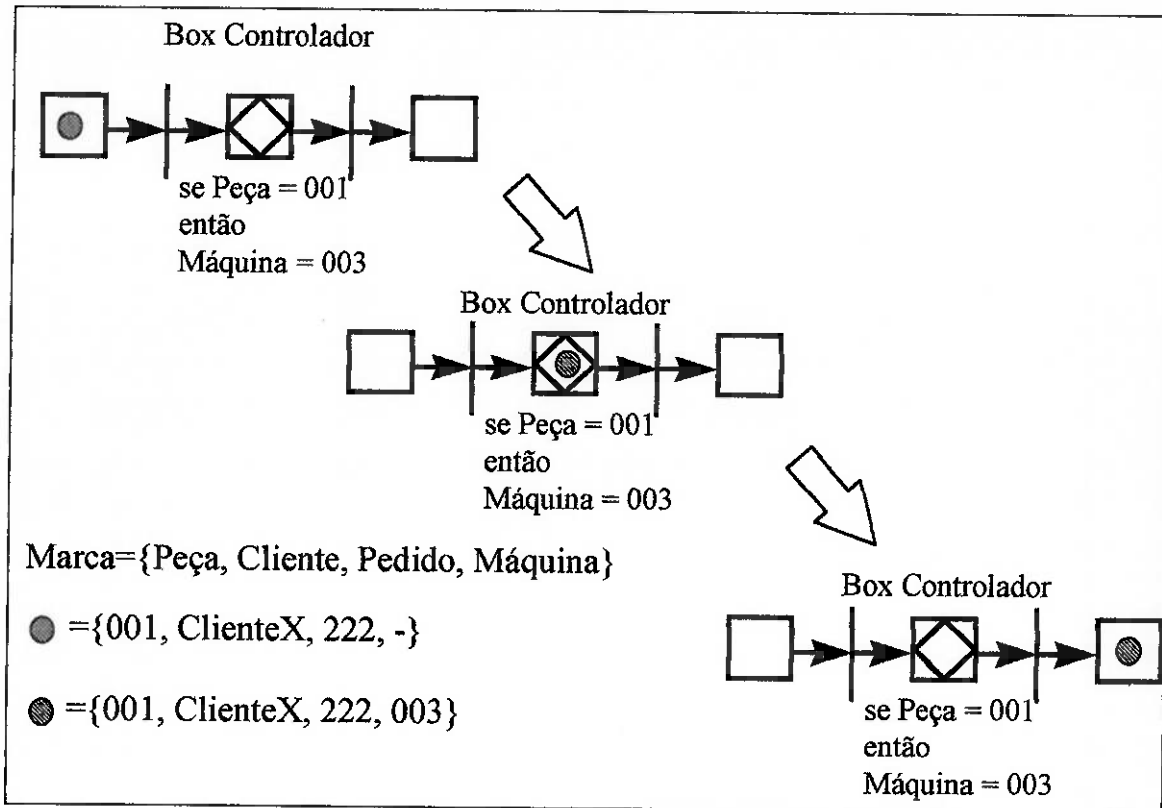 Box Controlador
se Peça = 001
então
Máquina = 003
Box Controlador
se Peça = 001
então
Máquina = 003
Marca={Peça, Cliente, Pedido, Máquina}
={001, ClienteX, 222, -}
={001, ClienteX, 222, 003}
Box Controlador
se Peça = 001
então
Máquina = 003